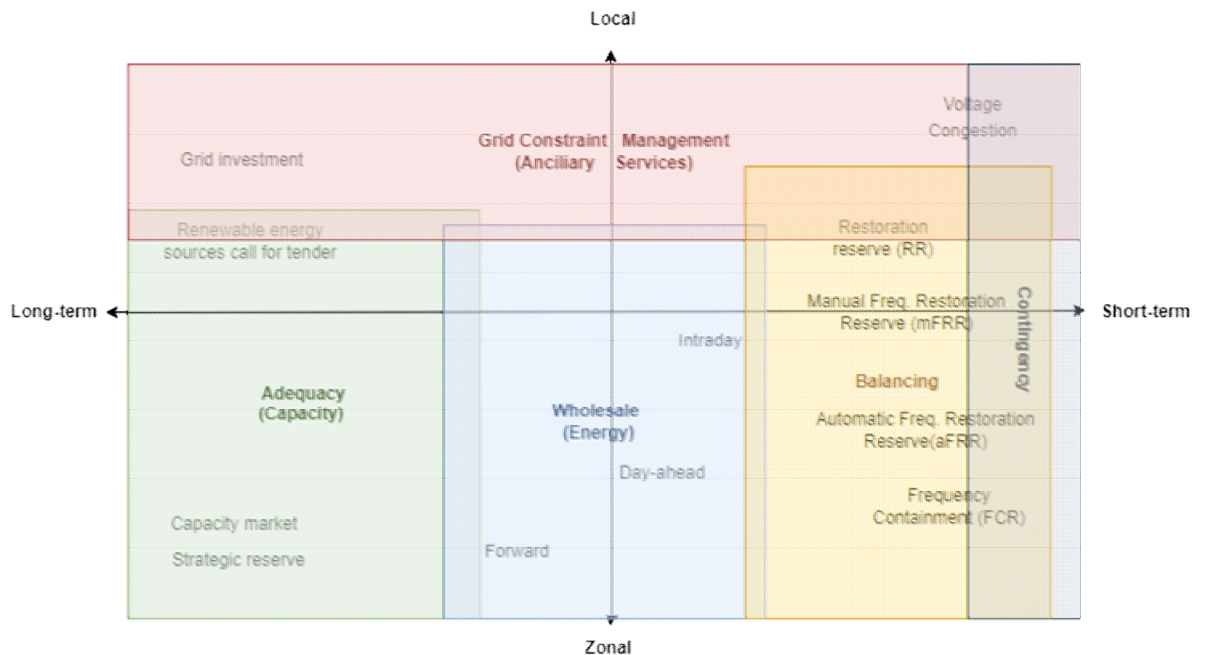 Local
Voltage
Congestion
Grid Constraint Management
(Anciliary Services)
Grid investment
Renewable energy
sources call for tender
Restoration
reserve (RR)
Manual Freq. Restoration
Reserve (mFRR)
Contingency
Long-term
Short-term
Intraday
Balancing
Adequacy
(Capacity)
Wholesale
(Energy)
Automatic Freq. Restoration
Reserve(aFRR)
Day-ahead
Frequency
Containment (FCR)
Capacity market
Strategic reserve
Forward
Zonal